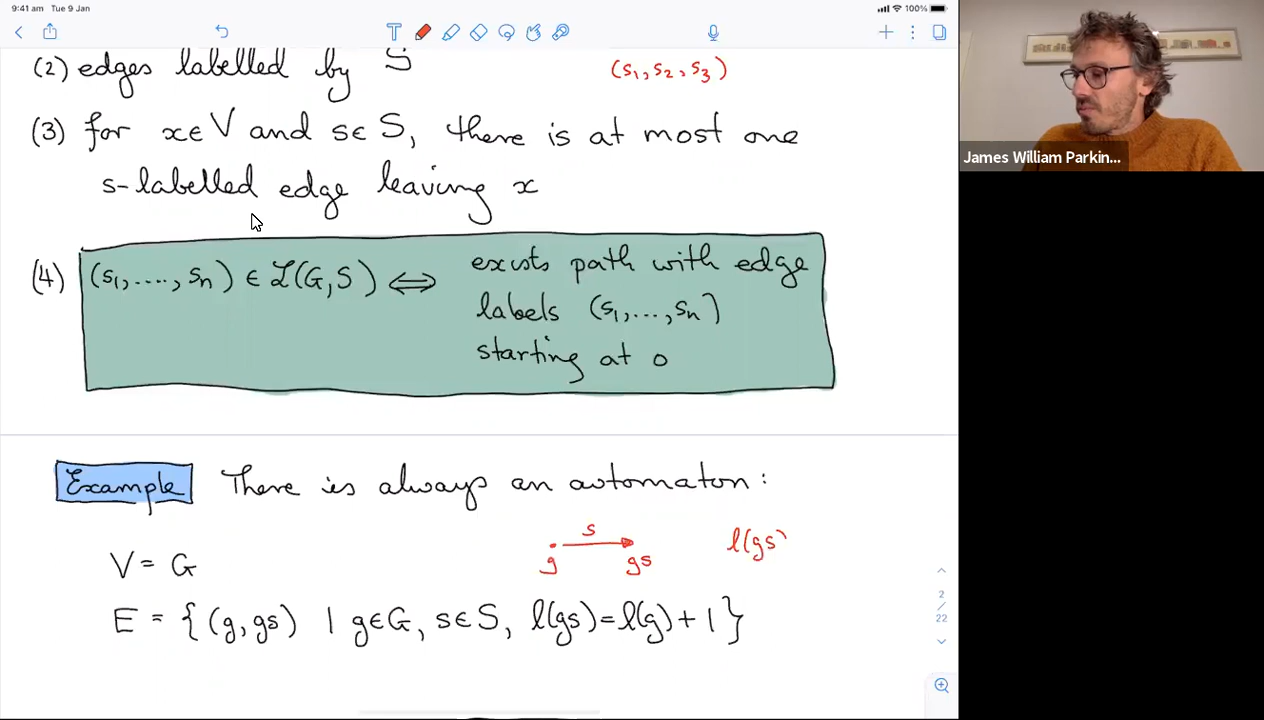 9:41 am Tue 9 Jan
100%
(2) edges labelled by S
(s₁, s₂, s₃)
(3) for x∈V and s∈S, there is at most one
s-labelled edge leaving x
(4) (s₁, ...., sₙ) ∈ ℒ(G,S) ⟺ exists path with edge
labels (s₁, ..., sₙ)
starting at o
Example There is always an automaton:
s
g gs
l(gs)
V = G
E = { (g, gs) | g∈G, s∈S, l(gs)=l(g)+1 }
James William Parkin...
2
/
22